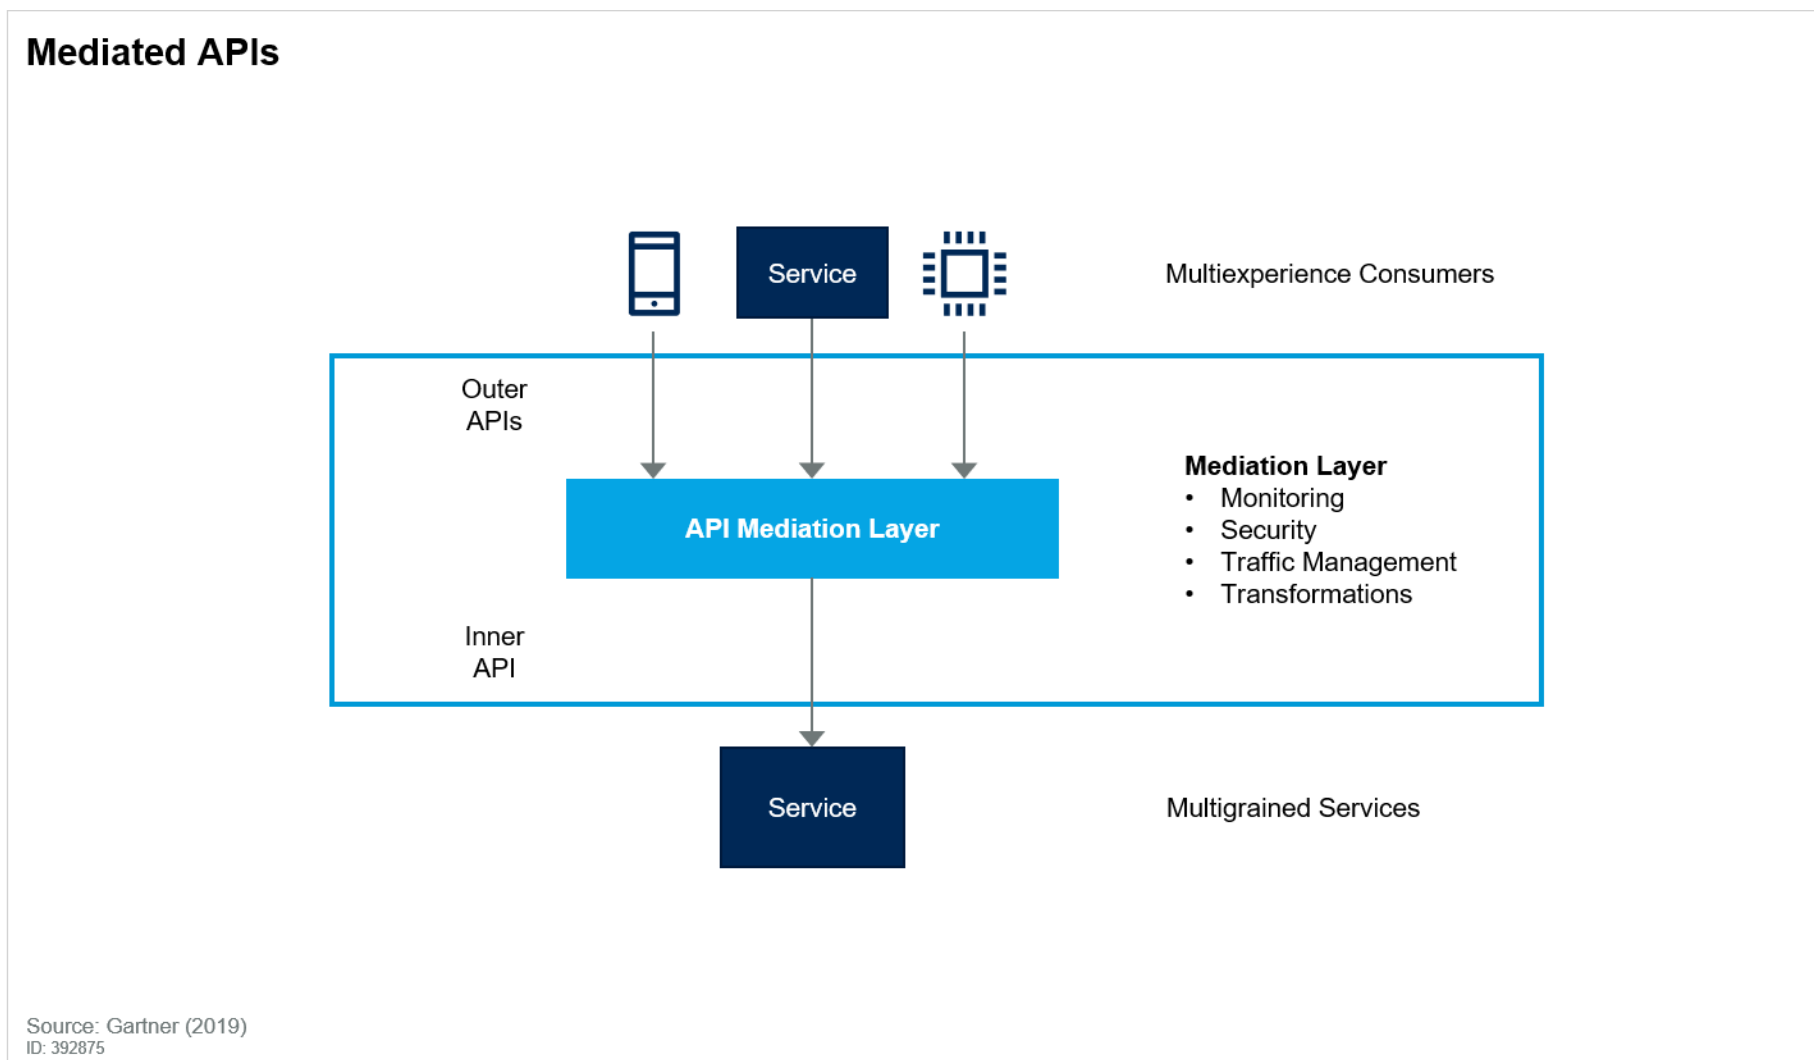 Mediated APIs
Service
Multiexperience Consumers
Outer
APIs
Mediation Layer
• Monitoring
• Security
• Traffic Management
• Transformations
API Mediation Layer
Inner
API
Service
Multigrained Services
Source: Gartner (2019)
ID: 392875